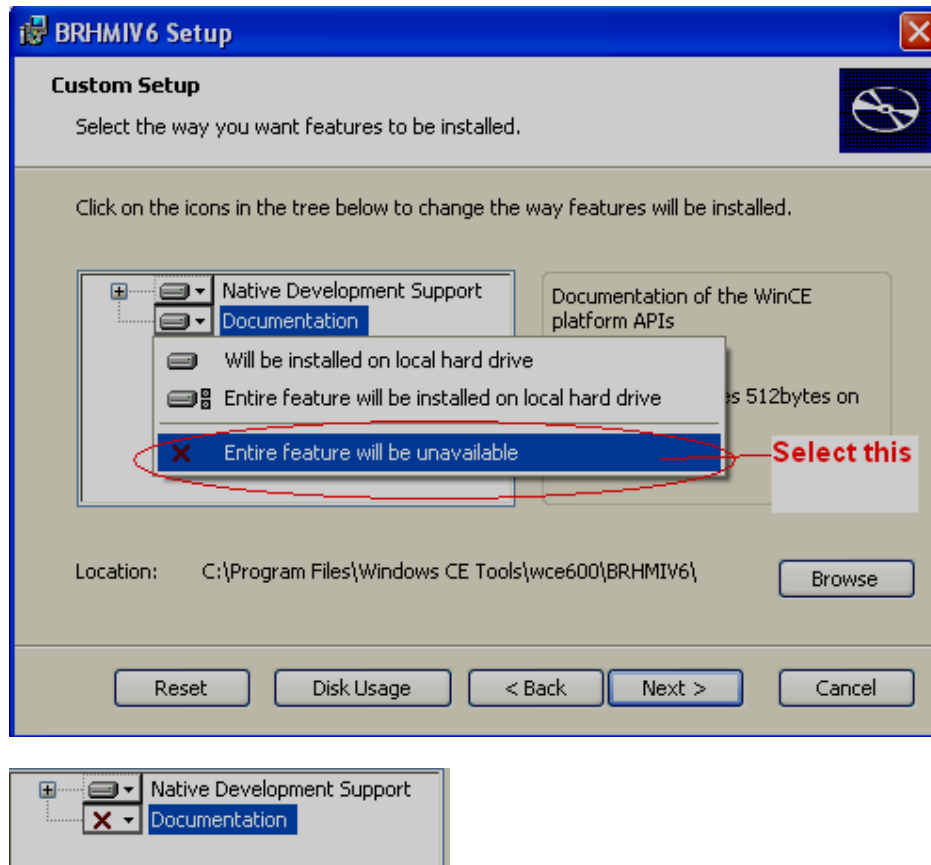 BRHMIV6 Setup
Custom Setup
Select the way you want features to be installed.
Click on the icons in the tree below to change the way features will be installed.
Native Development Support
Documentation
Documentation of the WinCE
platform APIs
Will be installed on local hard drive
Entire feature will be installed on local hard drive
512bytes on
Entire feature will be unavailable
Select this
Location: C:\Program Files\Windows CE Tools\wce600\BRHMIV6\
Browse
Reset
Disk Usage
< Back
Next >
Cancel
Native Development Support
Documentation